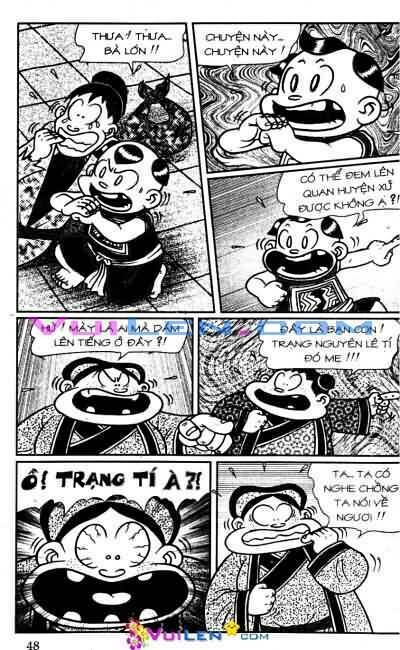 THƯA! THƯA...
BÀ LỚN!!
CHUYỆN NÀY...
CHUYỆN NÀY!
CÓ THỂ ĐEM LÊN
QUAN HUYỆN XỬ
ĐƯỢC KHÔNG Ạ?!
HỨ! MÀY LÀ AI MÀ DÁM
LÊN TIẾNG Ở ĐÂY?!
ĐÂY LÀ BẠN CON!
TRẠNG NGUYÊN LÊ TÍ
ĐÓ MẸ!!!
Ô! TRẠNG TÍ À?!
TA... TA CÓ
NGHE CHỒNG
TA NÓI VỀ
NGƯƠI!!
48
VuiLEN.COM